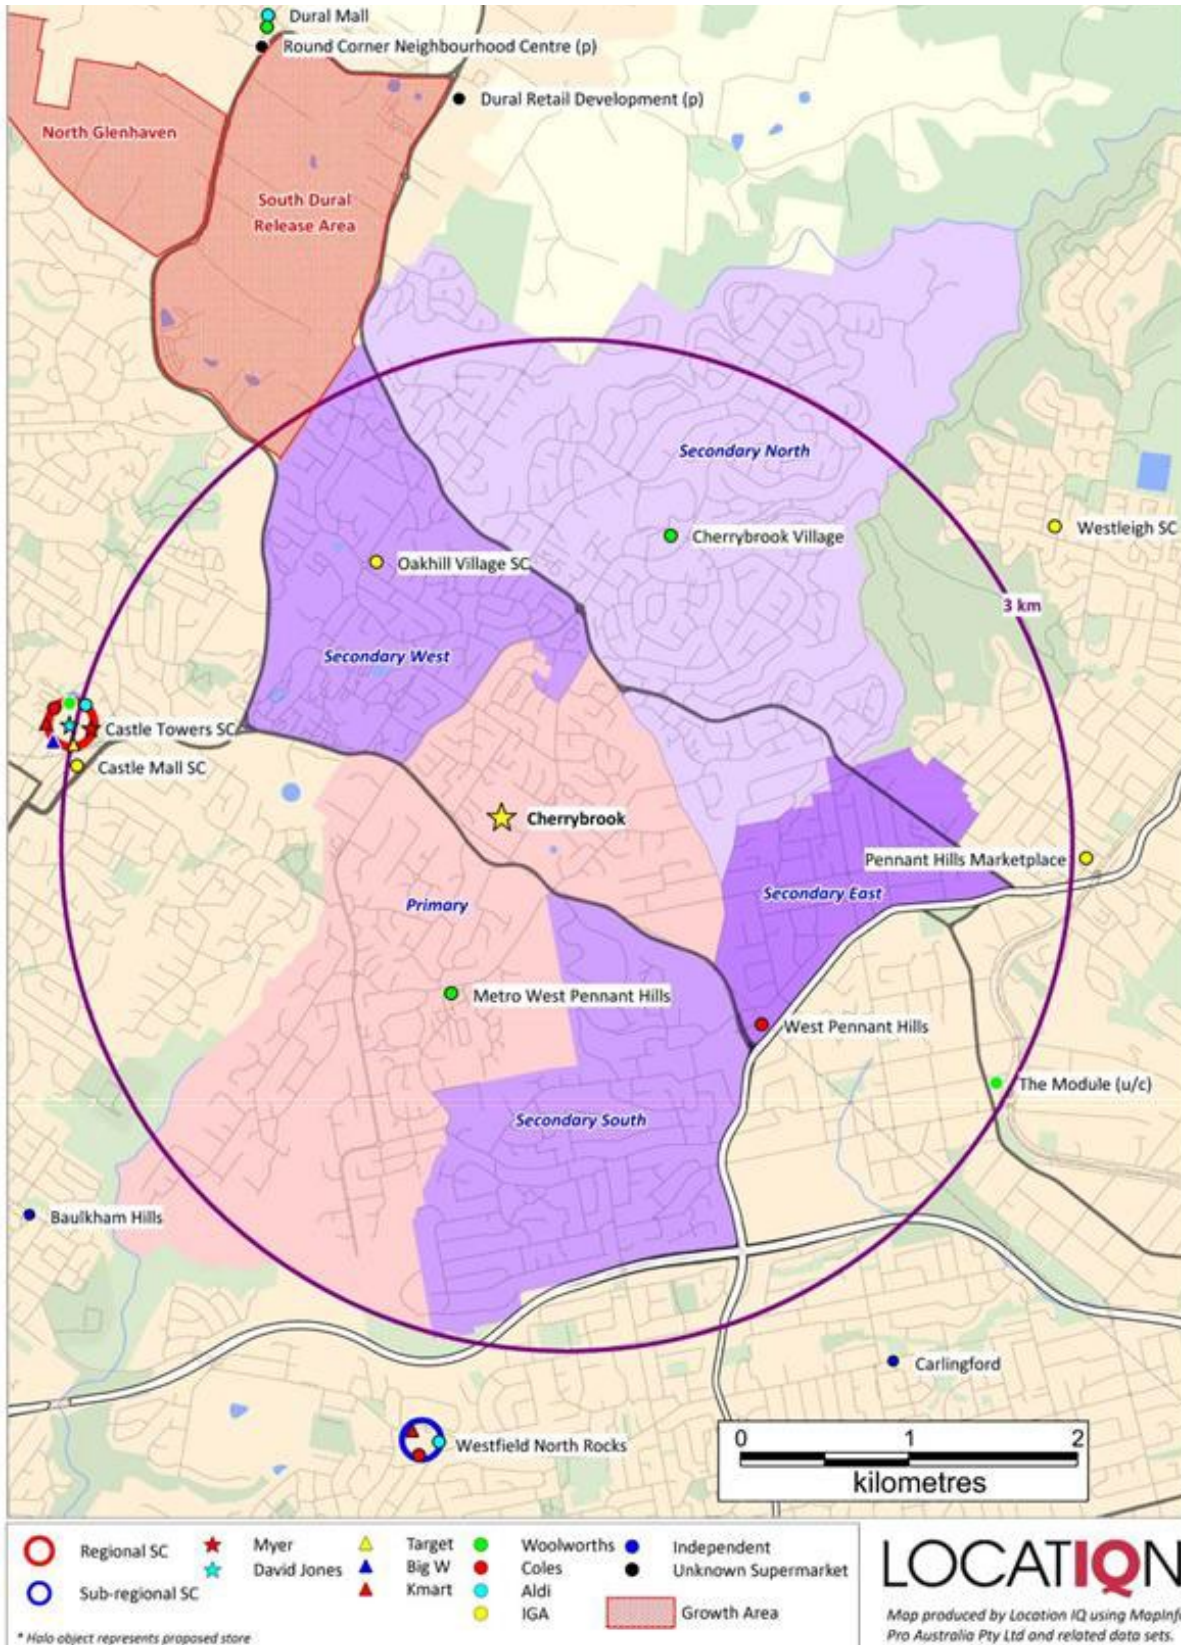 Dural Mall
Round Corner Neighbourhood Centre (p)
Dural Retail Development (p)
North Glenhaven
South Dural
Release Area
Secondary North
Cherrybrook Village
Westleigh SC
Oakhill Village SC
3 km
Secondary West
Castle Towers SC
Castle Mall SC
Cherrybrook
Pennant Hills Marketplace
Secondary East
Primary
Metro West Pennant Hills
West Pennant Hills
The Module (u/c)
Secondary South
Baulkham Hills
Carlingford
Westfield North Rocks
0 1 2
kilometres
Regional SC
Sub-regional SC
Myer
David Jones
Target
Big W
Kmart
Woolworths
Coles
Aldi
IGA
Independent
Unknown Supermarket
Growth Area
* Halo object represents proposed store
LOCATIQN
Map produced by Location IQ using MapInfo
Pro Australia Pty Ltd and related data sets.